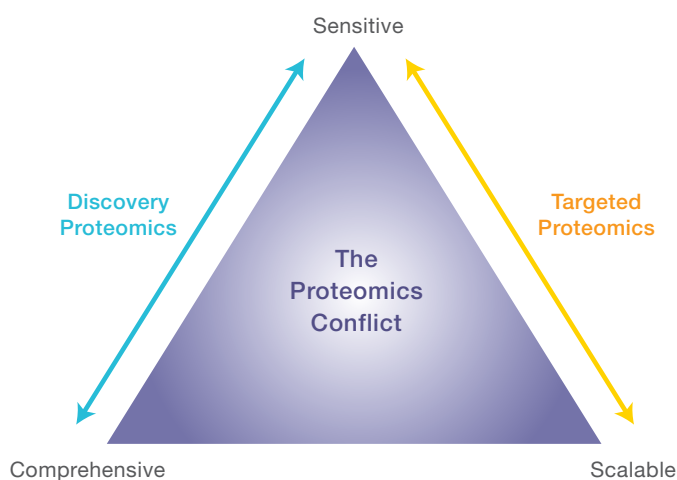 Sensitive
Discovery
Proteomics
Targeted
Proteomics
The
Proteomics
Conflict
Comprehensive
Scalable